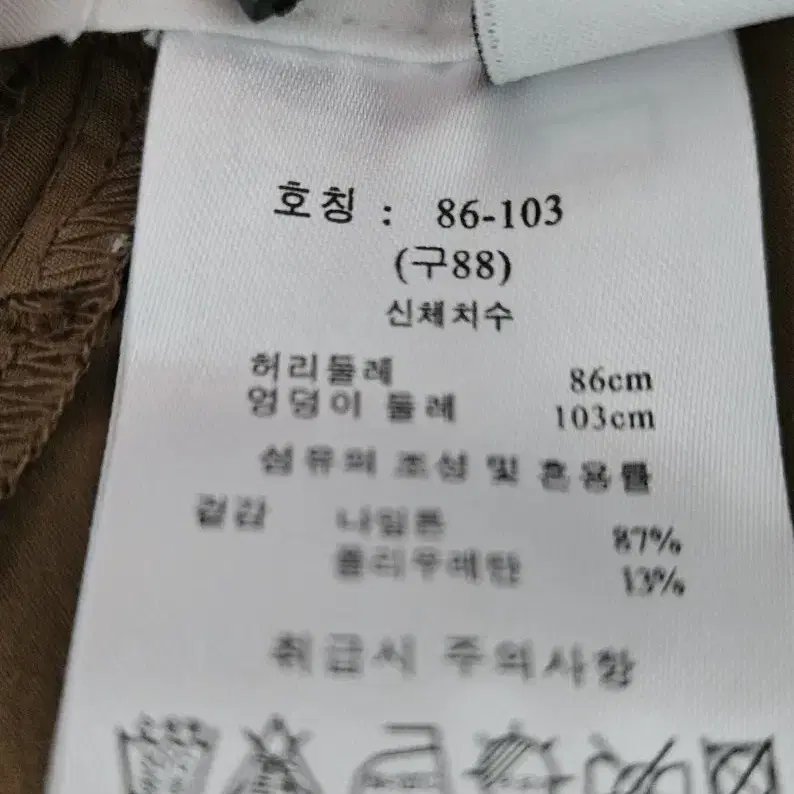 호칭 : 86-103
(구88)
신체치수
허리둘레 86cm
엉덩이 둘레 103cm
섬유의 조성 및 혼용률
겉감 나일론 87%
폴리우레탄 13%
취급시 주의사항